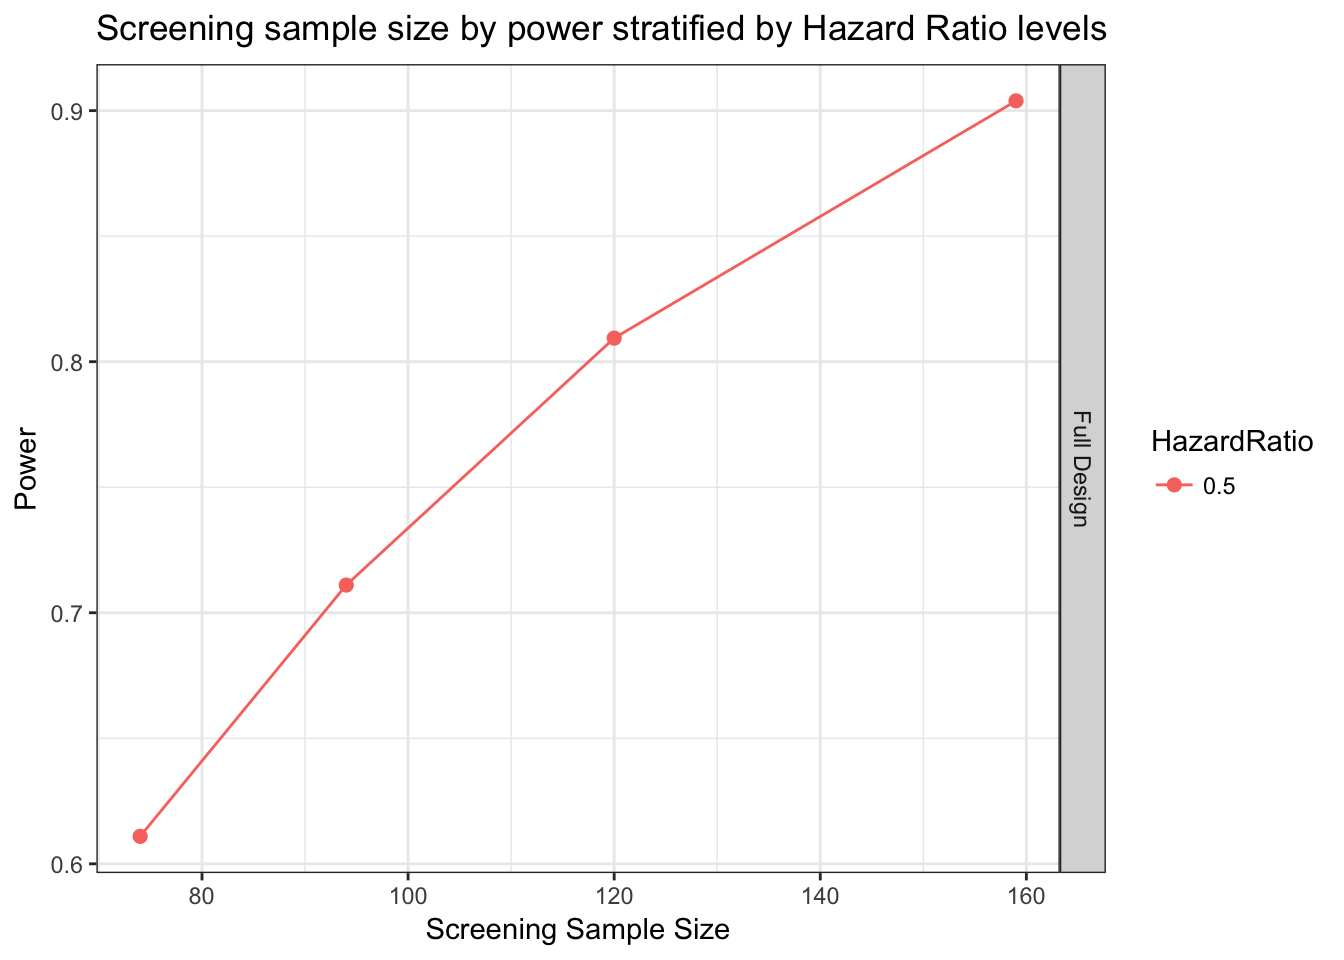 Screening sample size by power stratified by Hazard Ratio levels
0.9
0.8
0.7
0.6
Power
80
100
120
140
160
Screening Sample Size
Full Design
HazardRatio
0.5